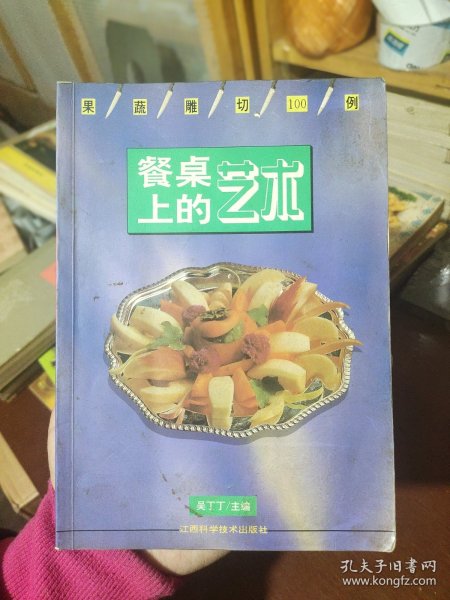 果蔬雕切100例
餐桌
上的艺术
吴丁丁/主编
江西科学技术出版社
孔夫子旧书网
www.kongfz.com